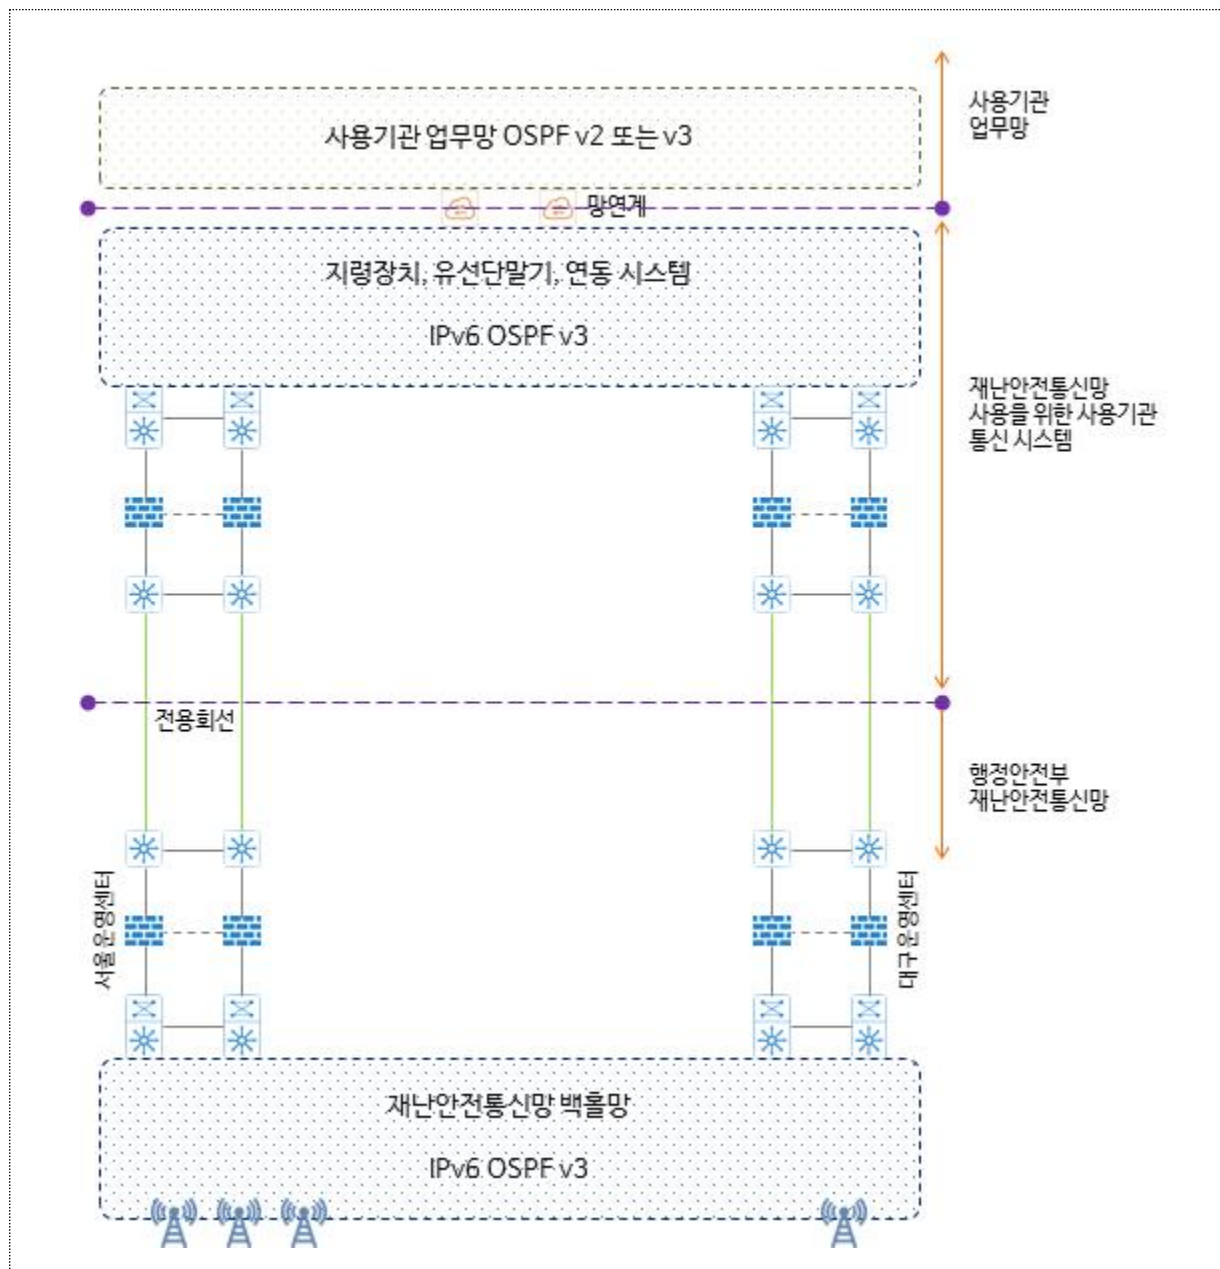 사용기관 업무망 OSPF v2 또는 v3
사용기관
업무망
망연계
지령장치, 유선단말기, 연동 시스템
IPv6 OSPF v3
재난안전통신망
사용을 위한 사용기관
통신 시스템
전용회선
행정안전부
재난안전통신망
서울운영센터
대구운영센터
재난안전통신망 백홀망
IPv6 OSPF v3